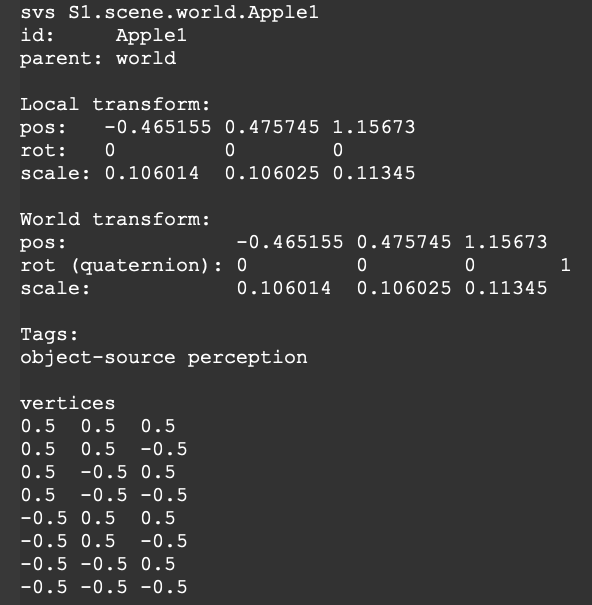 svs S1.scene.world.Apple1
id:     Apple1
parent: world

Local transform:
pos:   -0.465155 0.475745 1.15673
rot:   0         0        0
scale: 0.106014  0.106025 0.11345

World transform:
pos:              -0.465155 0.475745 1.15673
rot (quaternion): 0         0        0       1
scale:            0.106014  0.106025 0.11345

Tags:
object-source perception

vertices
0.5  0.5  0.5
0.5  0.5  -0.5
0.5  -0.5 0.5
0.5  -0.5 -0.5
-0.5 0.5  0.5
-0.5 0.5  -0.5
-0.5 -0.5 0.5
-0.5 -0.5 -0.5